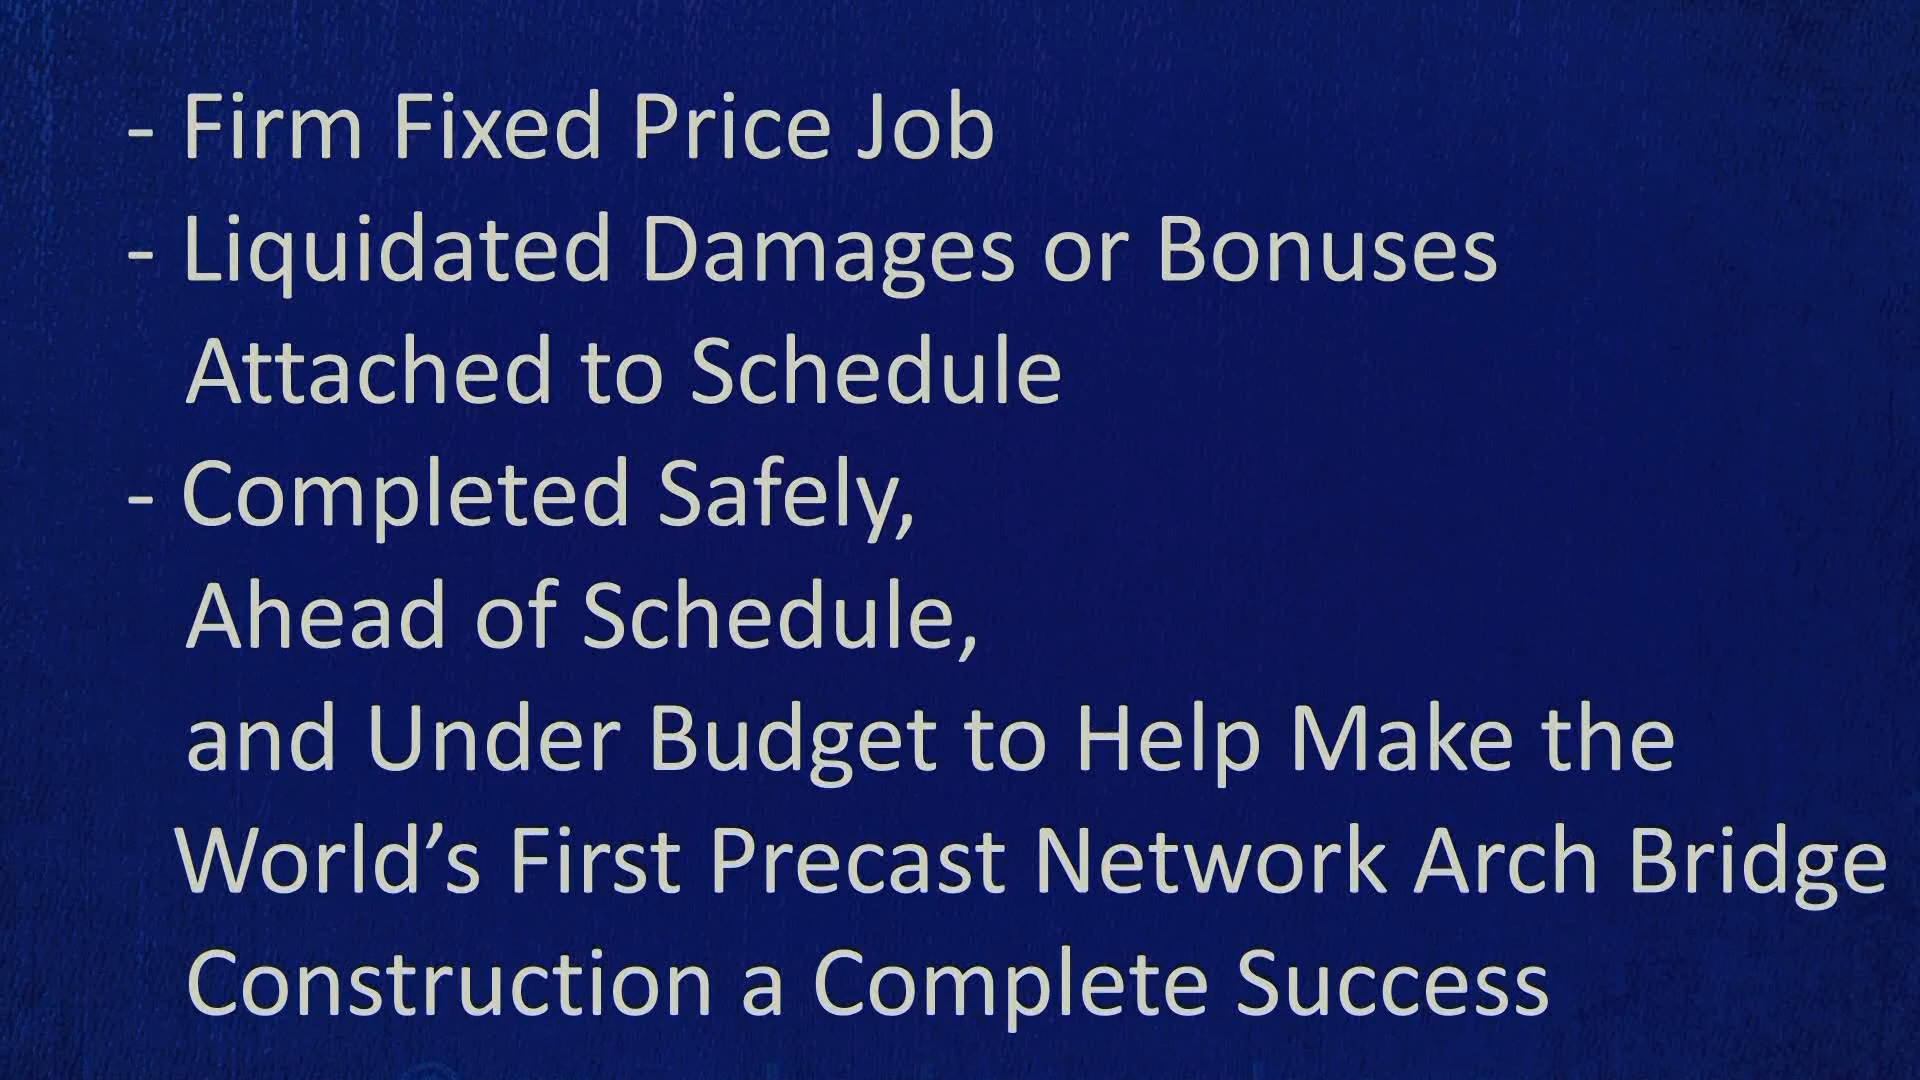 - Firm Fixed Price Job
- Liquidated Damages or Bonuses
Attached to Schedule
- Completed Safely,
Ahead of Schedule,
and Under Budget to Help Make the
World’s First Precast Network Arch Bridge
Construction a Complete Success